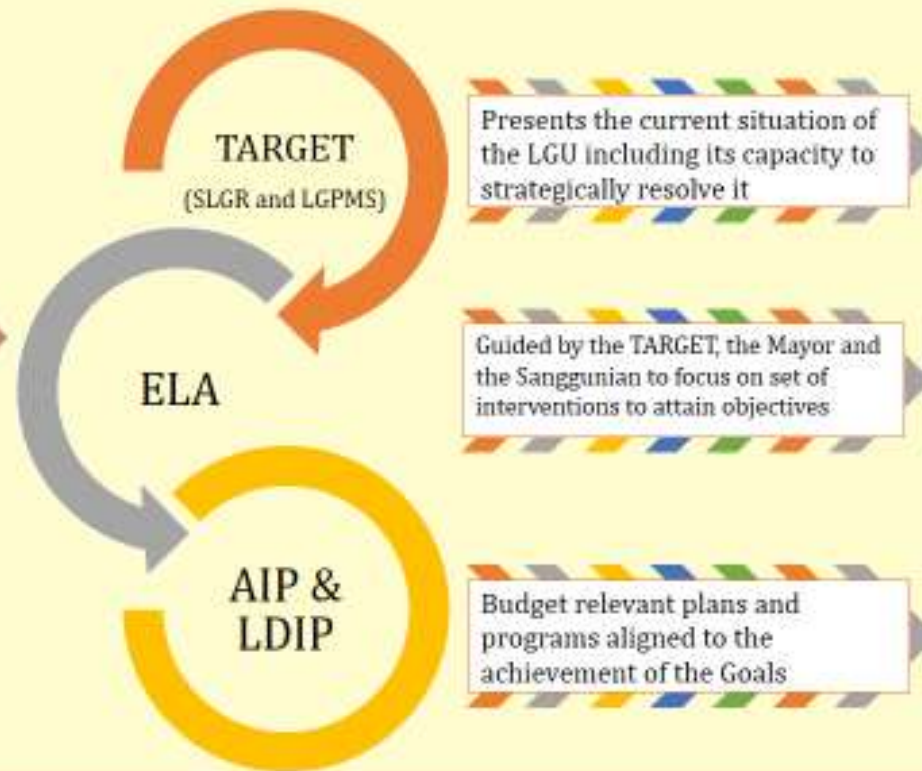 TARGET
(SLGR and LGPMS)
Presents the current situation of
the LGU including its capacity to
strategically resolve it
ELA
Guided by the TARGET, the Mayor and
the Sanggunian to focus on set of
interventions to attain objectives
AIP &
LDIP
Budget relevant plans and
programs aligned to the
achievement of the Goals